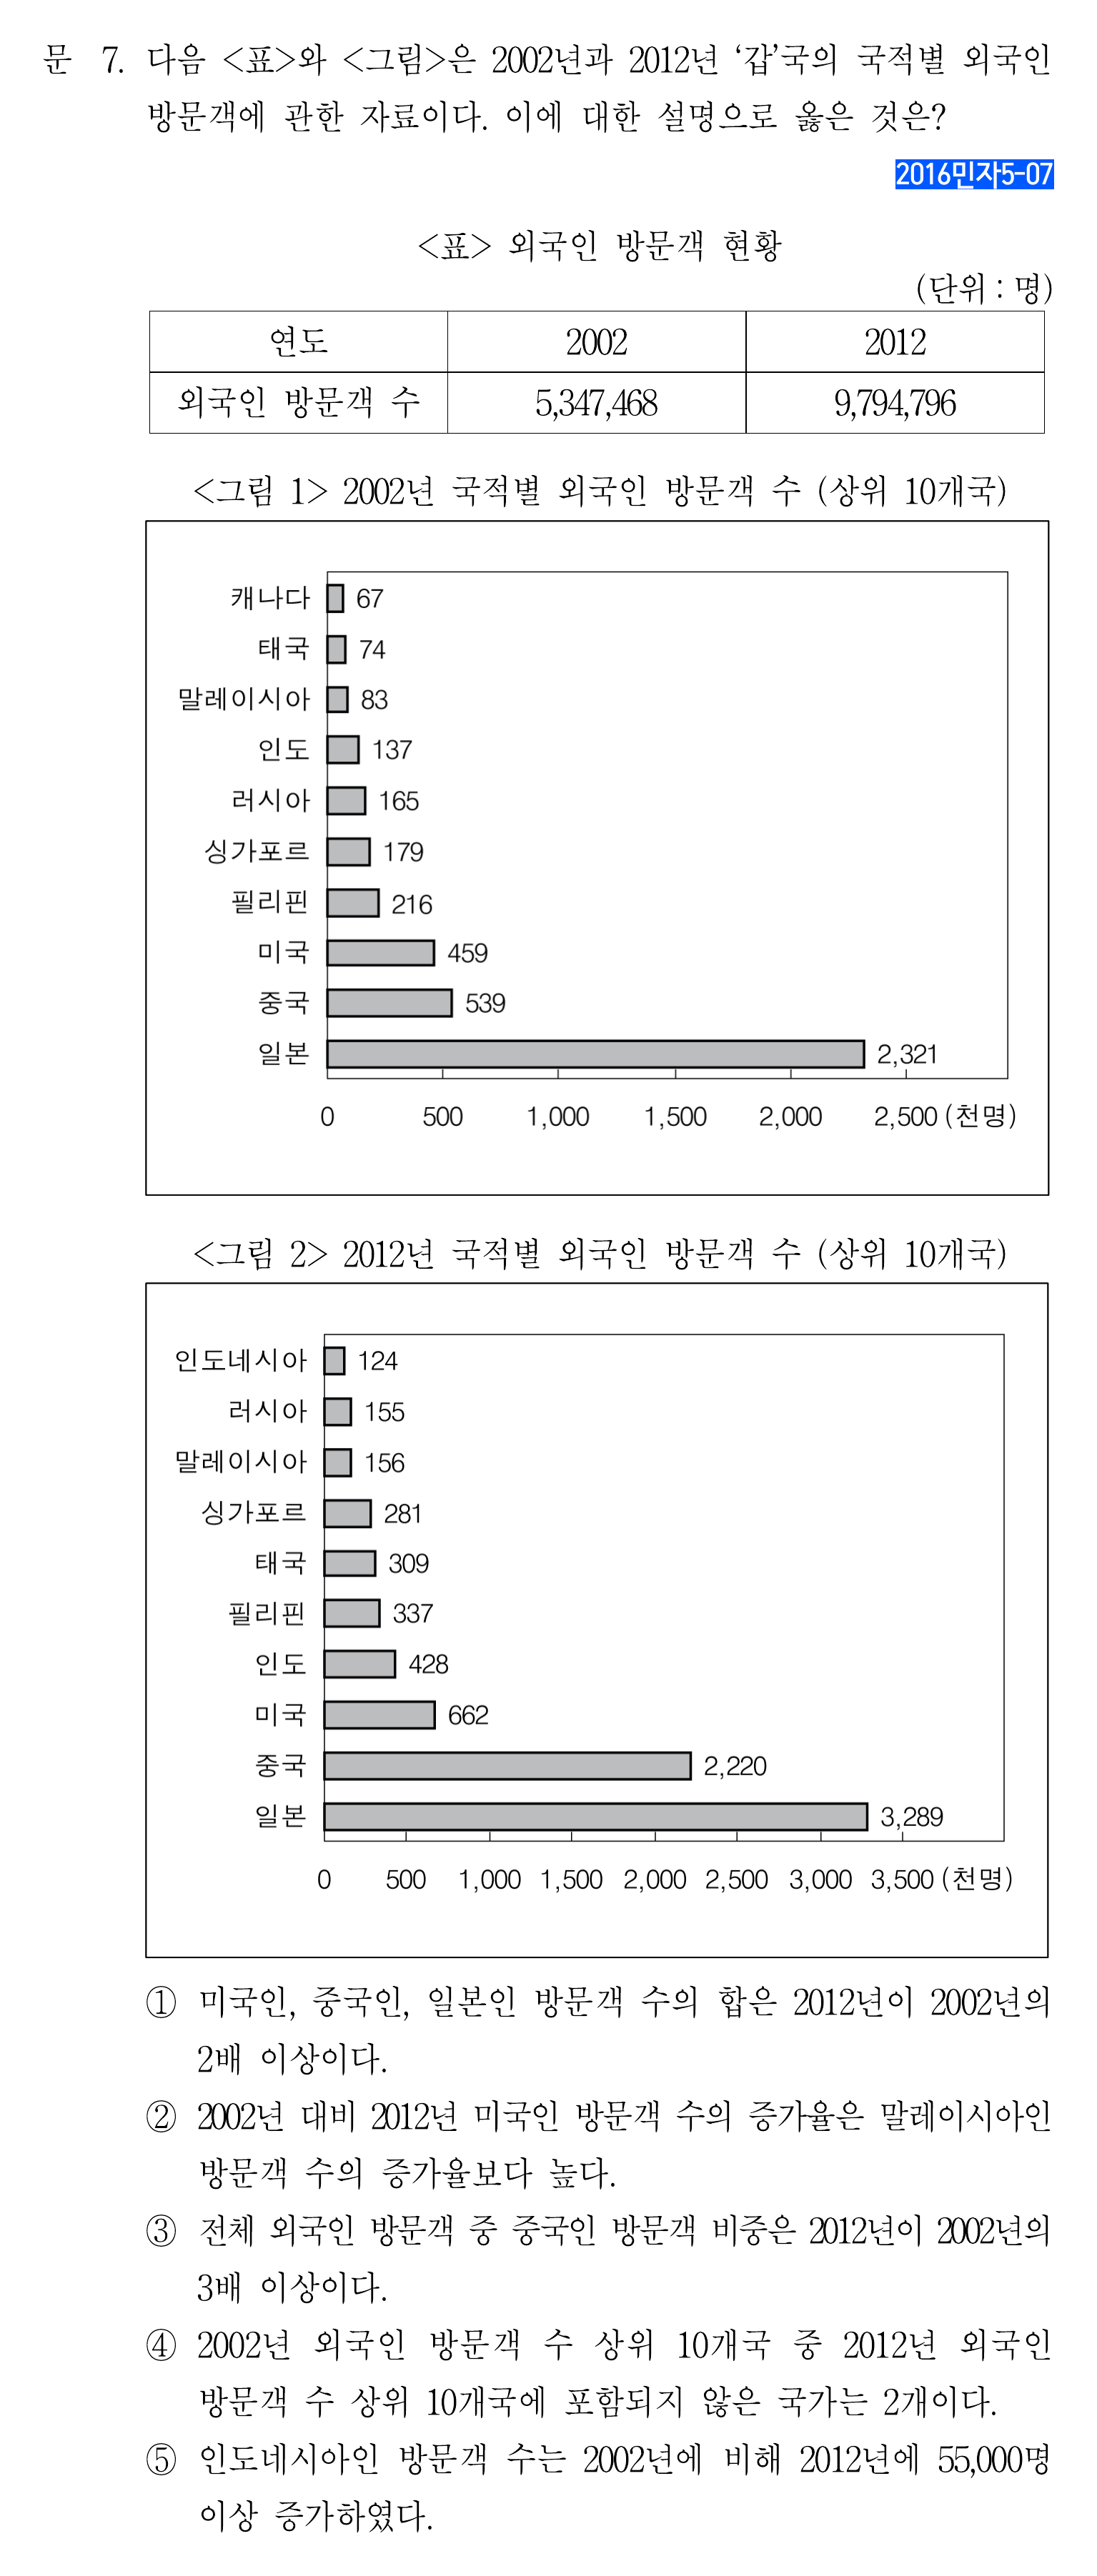 문 7. 다음 <표>와 <그림>은 2002년과 2012년 ‘갑’국의 국적별 외국인
방문객에 관한 자료이다. 이에 대한 설명으로 옳은 것은?
2016민자5-07
<표> 외국인 방문객 현황
(단위 : 명)
연도 2002 2012
외국인 방문객 수 5,347,468 9,794,796
<그림 1> 2002년 국적별 외국인 방문객 수 (상위 10개국)
캐나다 67
태국 74
말레이시아 83
인도 137
러시아 165
싱가포르 179
필리핀 216
미국 459
중국 539
일본 2,321
0 500 1,000 1,500 2,000 2,500 (천명)
<그림 2> 2012년 국적별 외국인 방문객 수 (상위 10개국)
인도네시아 124
러시아 155
말레이시아 156
싱가포르 281
태국 309
필리핀 337
인도 428
미국 662
중국 2,220
일본 3,289
0 500 1,000 1,500 2,000 2,500 3,000 3,500 (천명)
① 미국인, 중국인, 일본인 방문객 수의 합은 2012년이 2002년의
2배 이상이다.
② 2002년 대비 2012년 미국인 방문객 수의 증가율은 말레이시아인
방문객 수의 증가율보다 높다.
③ 전체 외국인 방문객 중 중국인 방문객 비중은 2012년이 2002년의
3배 이상이다.
④ 2002년 외국인 방문객 수 상위 10개국 중 2012년 외국인
방문객 수 상위 10개국에 포함되지 않은 국가는 2개이다.
⑤ 인도네시아인 방문객 수는 2002년에 비해 2012년에 55,000명
이상 증가하였다.